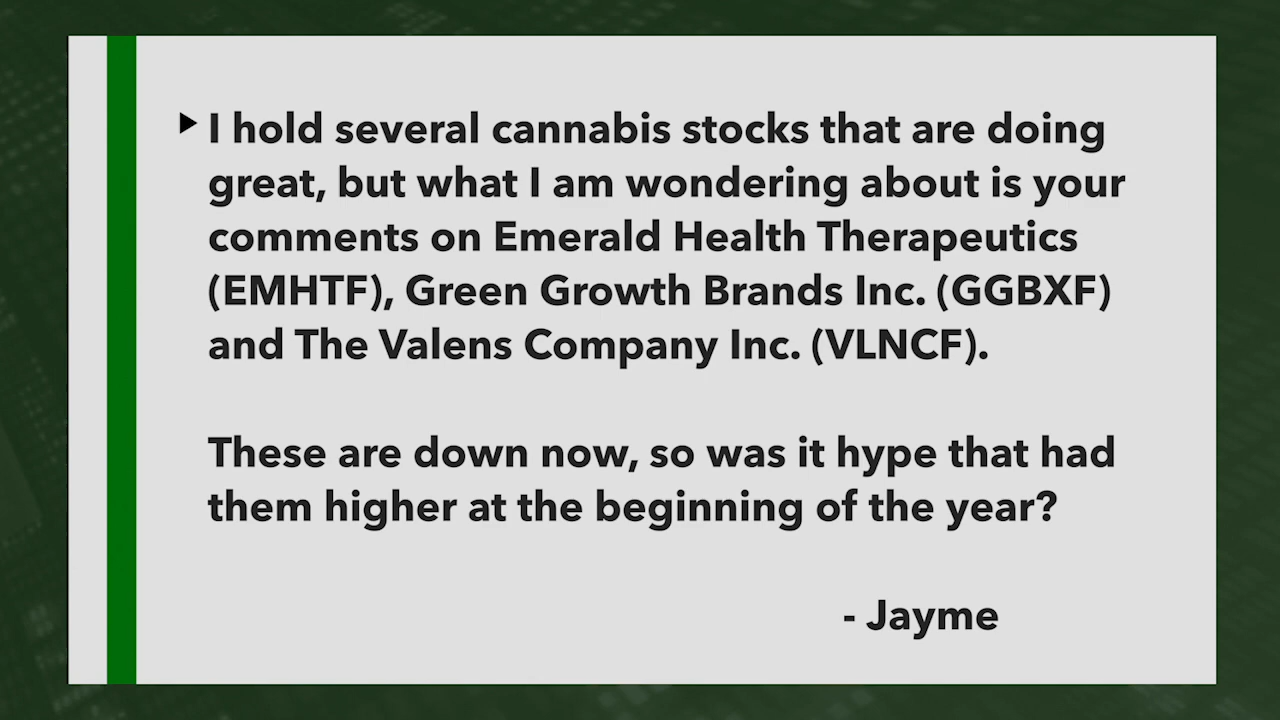 I hold several cannabis stocks that are doing
great, but what I am wondering about is your
comments on Emerald Health Therapeutics
(EMHTF), Green Growth Brands Inc. (GGBXF)
and The Valens Company Inc. (VLNCF).
These are down now, so was it hype that had
them higher at the beginning of the year?
- Jayme